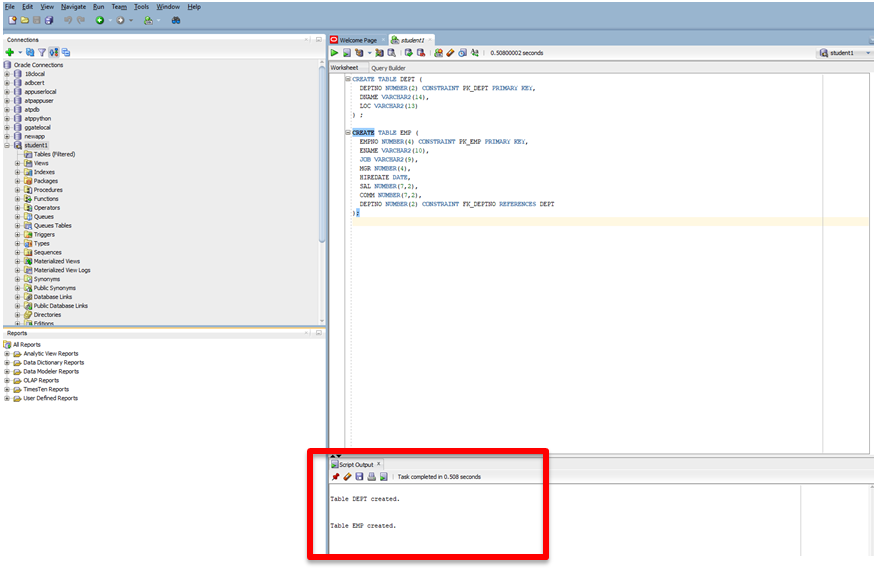 File Edit View Navigate Run Team Tools Window Help
Connections
Oracle Connections
18clocal
adbcert
appuserlocal
atpappuser
atpdb
atppython
ggatelocal
newapp
student1
Tables (Filtered)
Views
Indexes
Packages
Procedures
Functions
Operators
Queues
Queues Tables
Triggers
Types
Sequences
Materialized Views
Materialized View Logs
Synonyms
Public Synonyms
Database Links
Public Database Links
Directories
Editions
Reports
All Reports
Analytic View Reports
Data Dictionary Reports
Data Modeler Reports
OLAP Reports
TimesTen Reports
User Defined Reports
Welcome Page student1
0.50800002 seconds student1
Worksheet Query Builder
CREATE TABLE DEPT (
DEPTNO NUMBER(2) CONSTRAINT PK_DEPT PRIMARY KEY,
DNAME VARCHAR2(14),
LOC VARCHAR2(13)
) ;
CREATE TABLE EMP (
EMPNO NUMBER(4) CONSTRAINT PK_EMP PRIMARY KEY,
ENAME VARCHAR2(10),
JOB VARCHAR2(9),
MGR NUMBER(4),
HIREDATE DATE,
SAL NUMBER(7,2),
COMM NUMBER(7,2),
DEPTNO NUMBER(2) CONSTRAINT FK_DEPTNO REFERENCES DEPT
);
Script Output
Task completed in 0.508 seconds
Table DEPT created.
Table EMP created.